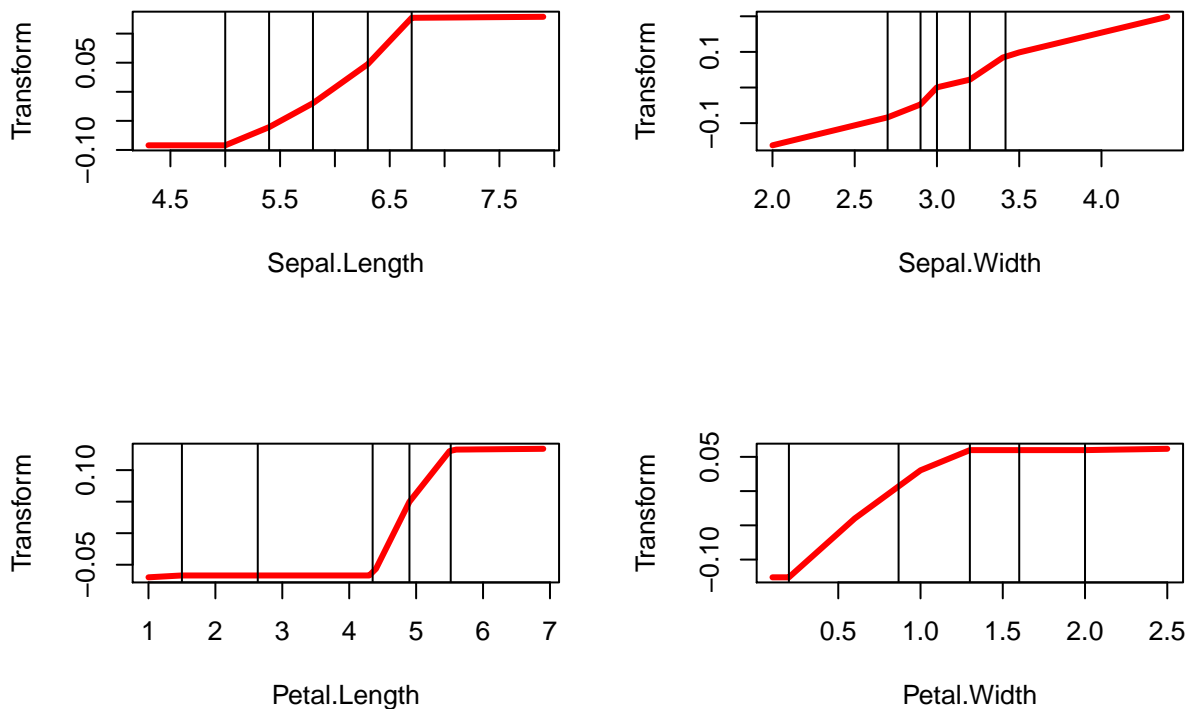 Transform
0.05
−0.10
4.5 5.5 6.5 7.5
Sepal.Length
Transform
0.1
−0.1
2.0 2.5 3.0 3.5 4.0
Sepal.Width
Transform
0.10
−0.05
1 2 3 4 5 6 7
Petal.Length
Transform
0.05
−0.10
0.5 1.0 1.5 2.0 2.5
Petal.Width